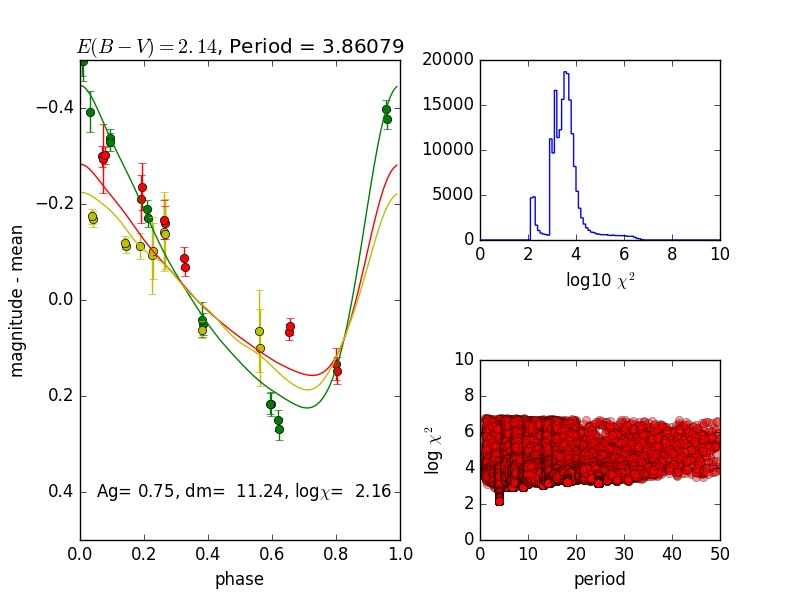 E(B − V) = 2.14, Period = 3.86079
−0.4
−0.2
0.0
0.2
0.4
magnitude - mean
Ag= 0.75, dm= 11.24, logχ= 2.16
0.0 0.2 0.4 0.6 0.8 1.0
phase
20000
15000
10000
5000
0
0 2 4 6 8 10
log10 χ²
10
8
6
4
2
0
log χ²
0 10 20 30 40 50
period